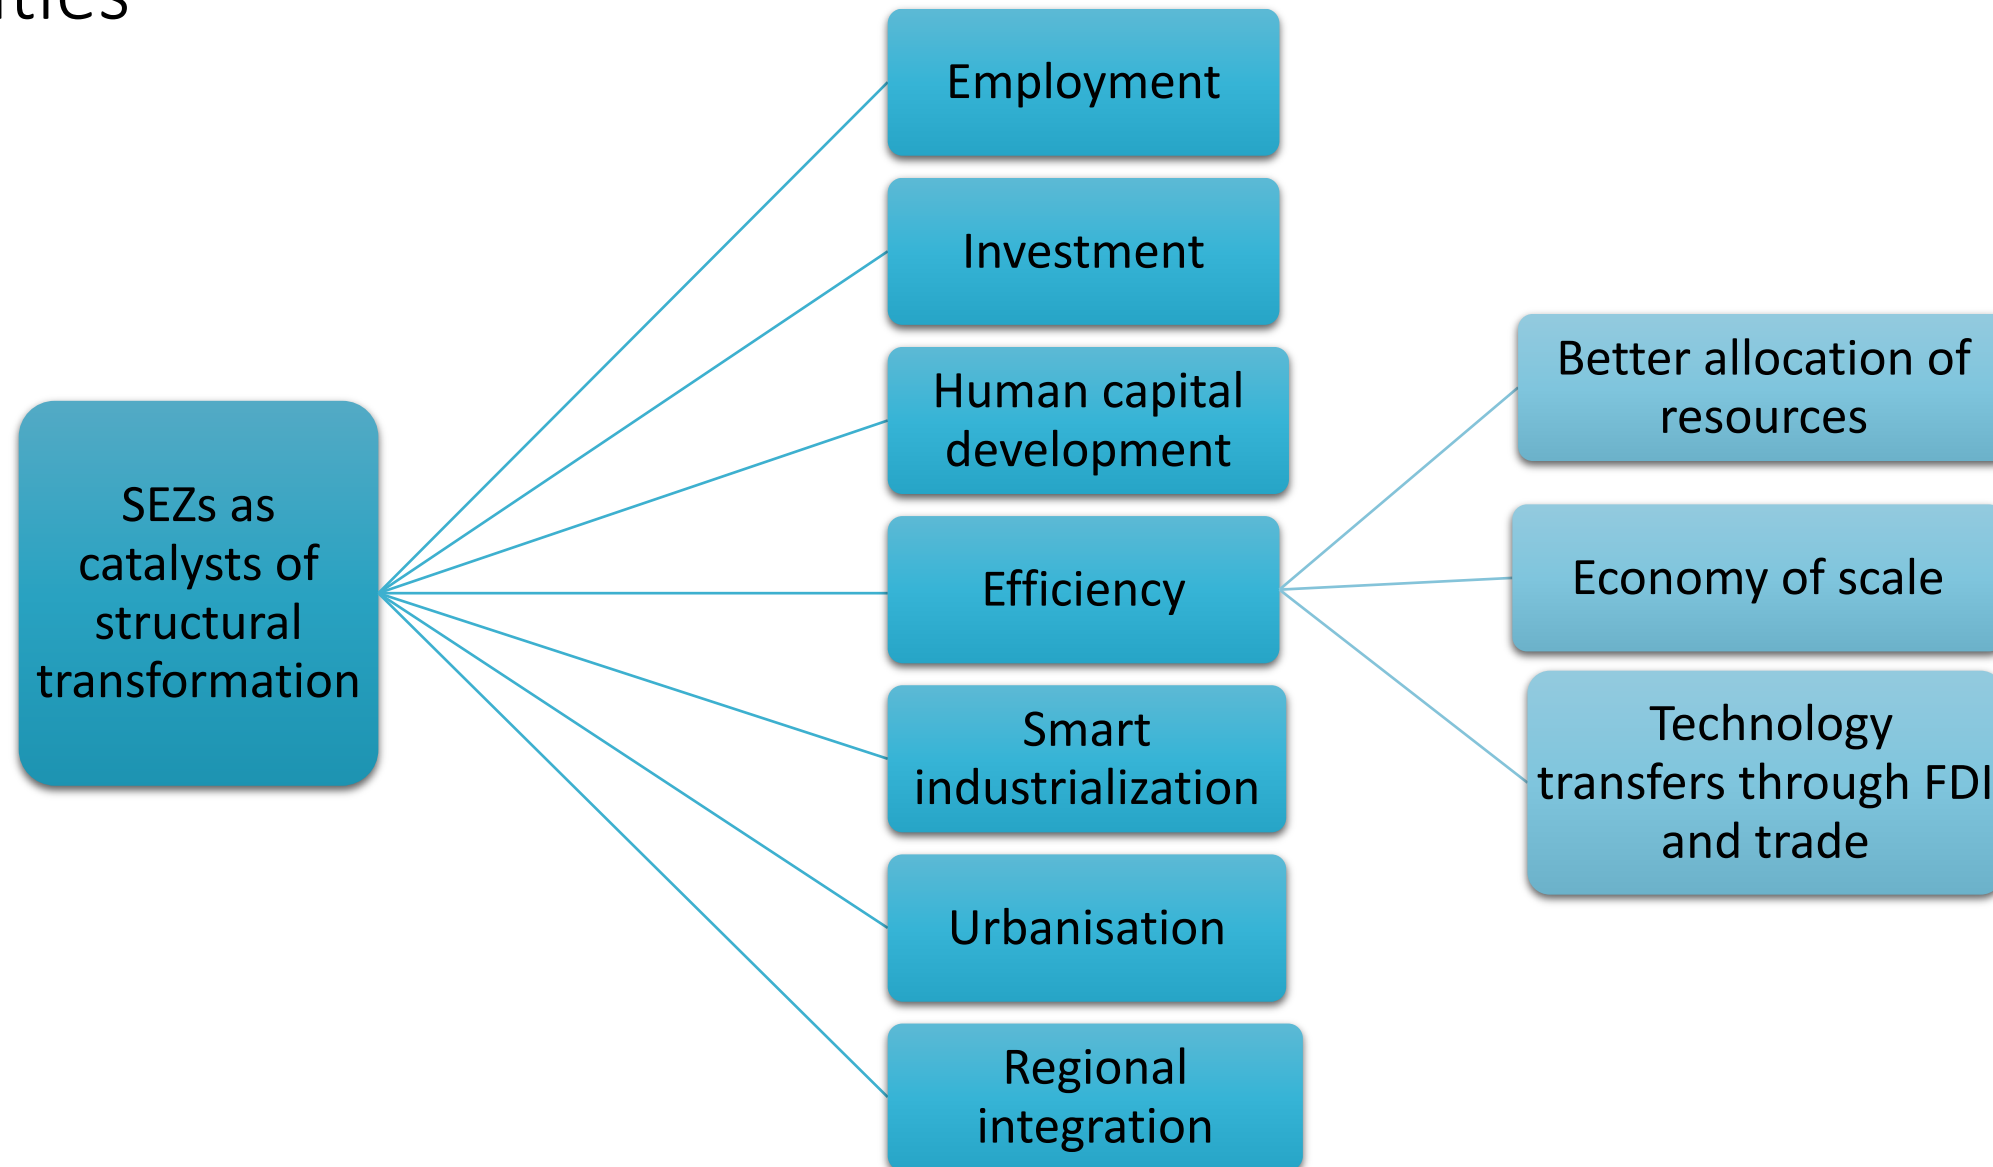 Employment
Investment
Human capital
development
SEZs as
catalysts of
structural
transformation
Efficiency
Smart
industrialization
Urbanisation
Regional
integration
Better allocation of
resources
Economy of scale
Technology
transfers through FDI
and trade